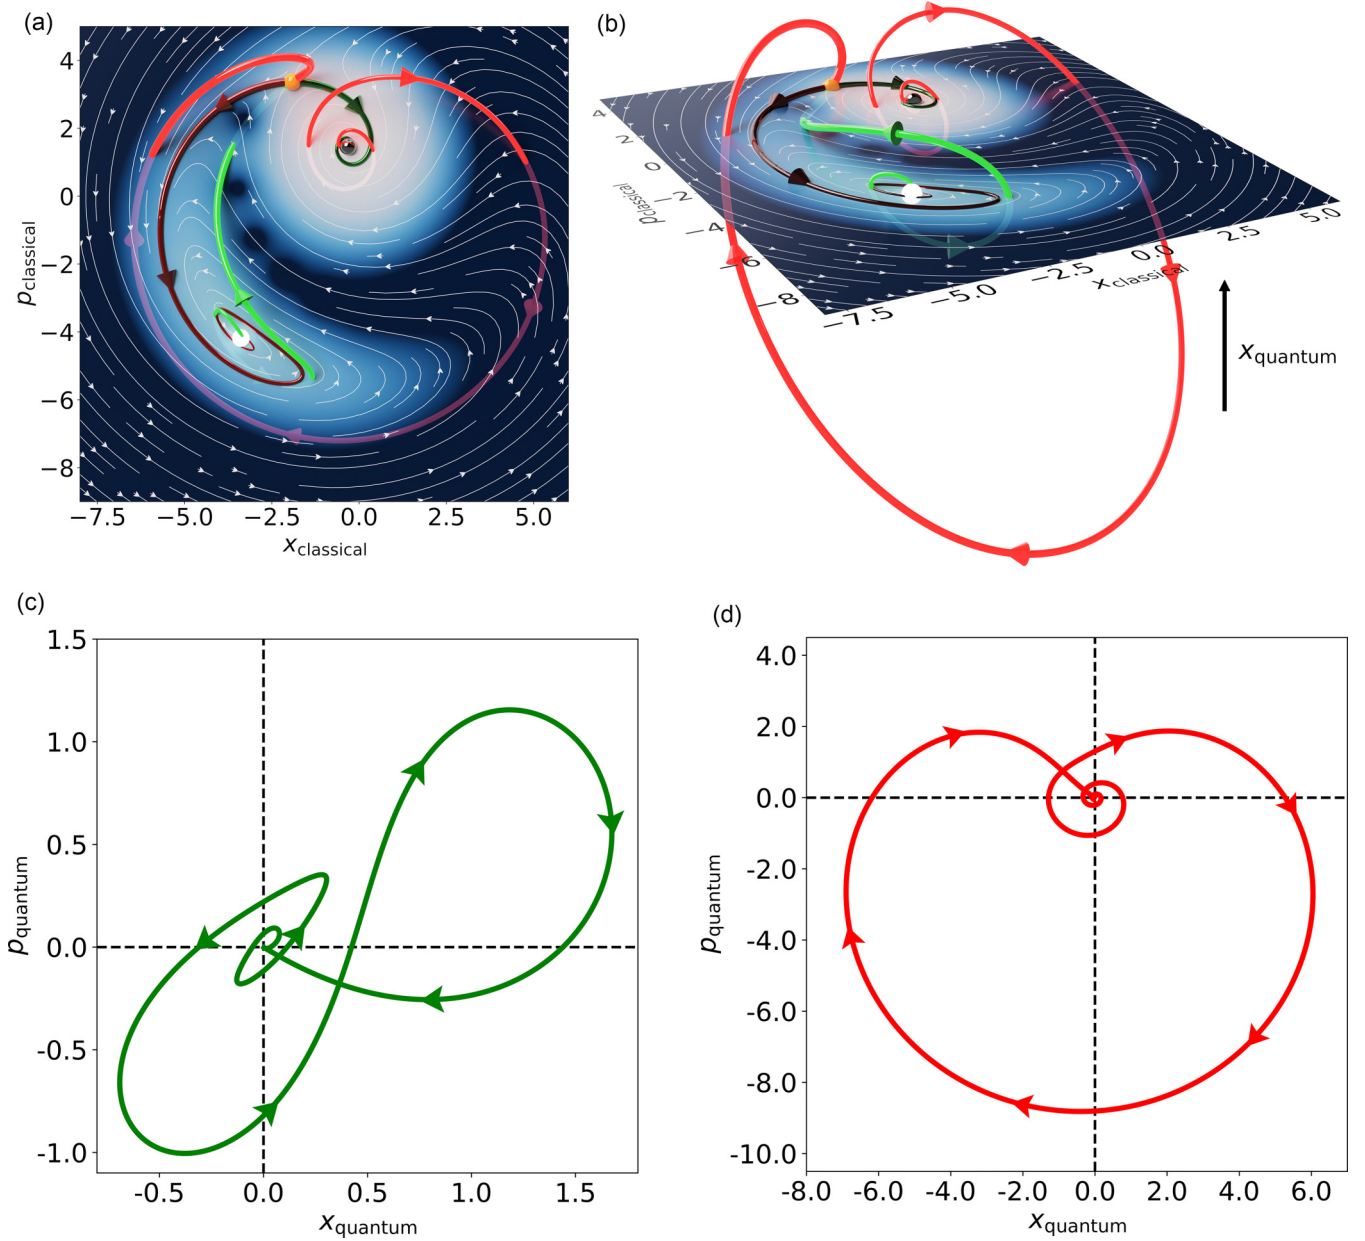 (a)
4
2
0
−2
−4
−6
−8
p_classical
−7.5 −5.0 −2.5 0.0 2.5 5.0
x_classical
(b)
4
2
0
−2
−4
−6
−8
p_classical
−7.5 −5.0 −2.5 0.0 2.5 5.0
x_classical
x_quantum
(c)
1.5
1.0
0.5
0.0
-0.5
-1.0
p_quantum
-0.5 0.0 0.5 1.0 1.5
x_quantum
(d)
4.0
2.0
0.0
-2.0
-4.0
-6.0
-8.0
-10.0
p_quantum
-8.0 -6.0 -4.0 -2.0 0.0 2.0 4.0 6.0
x_quantum